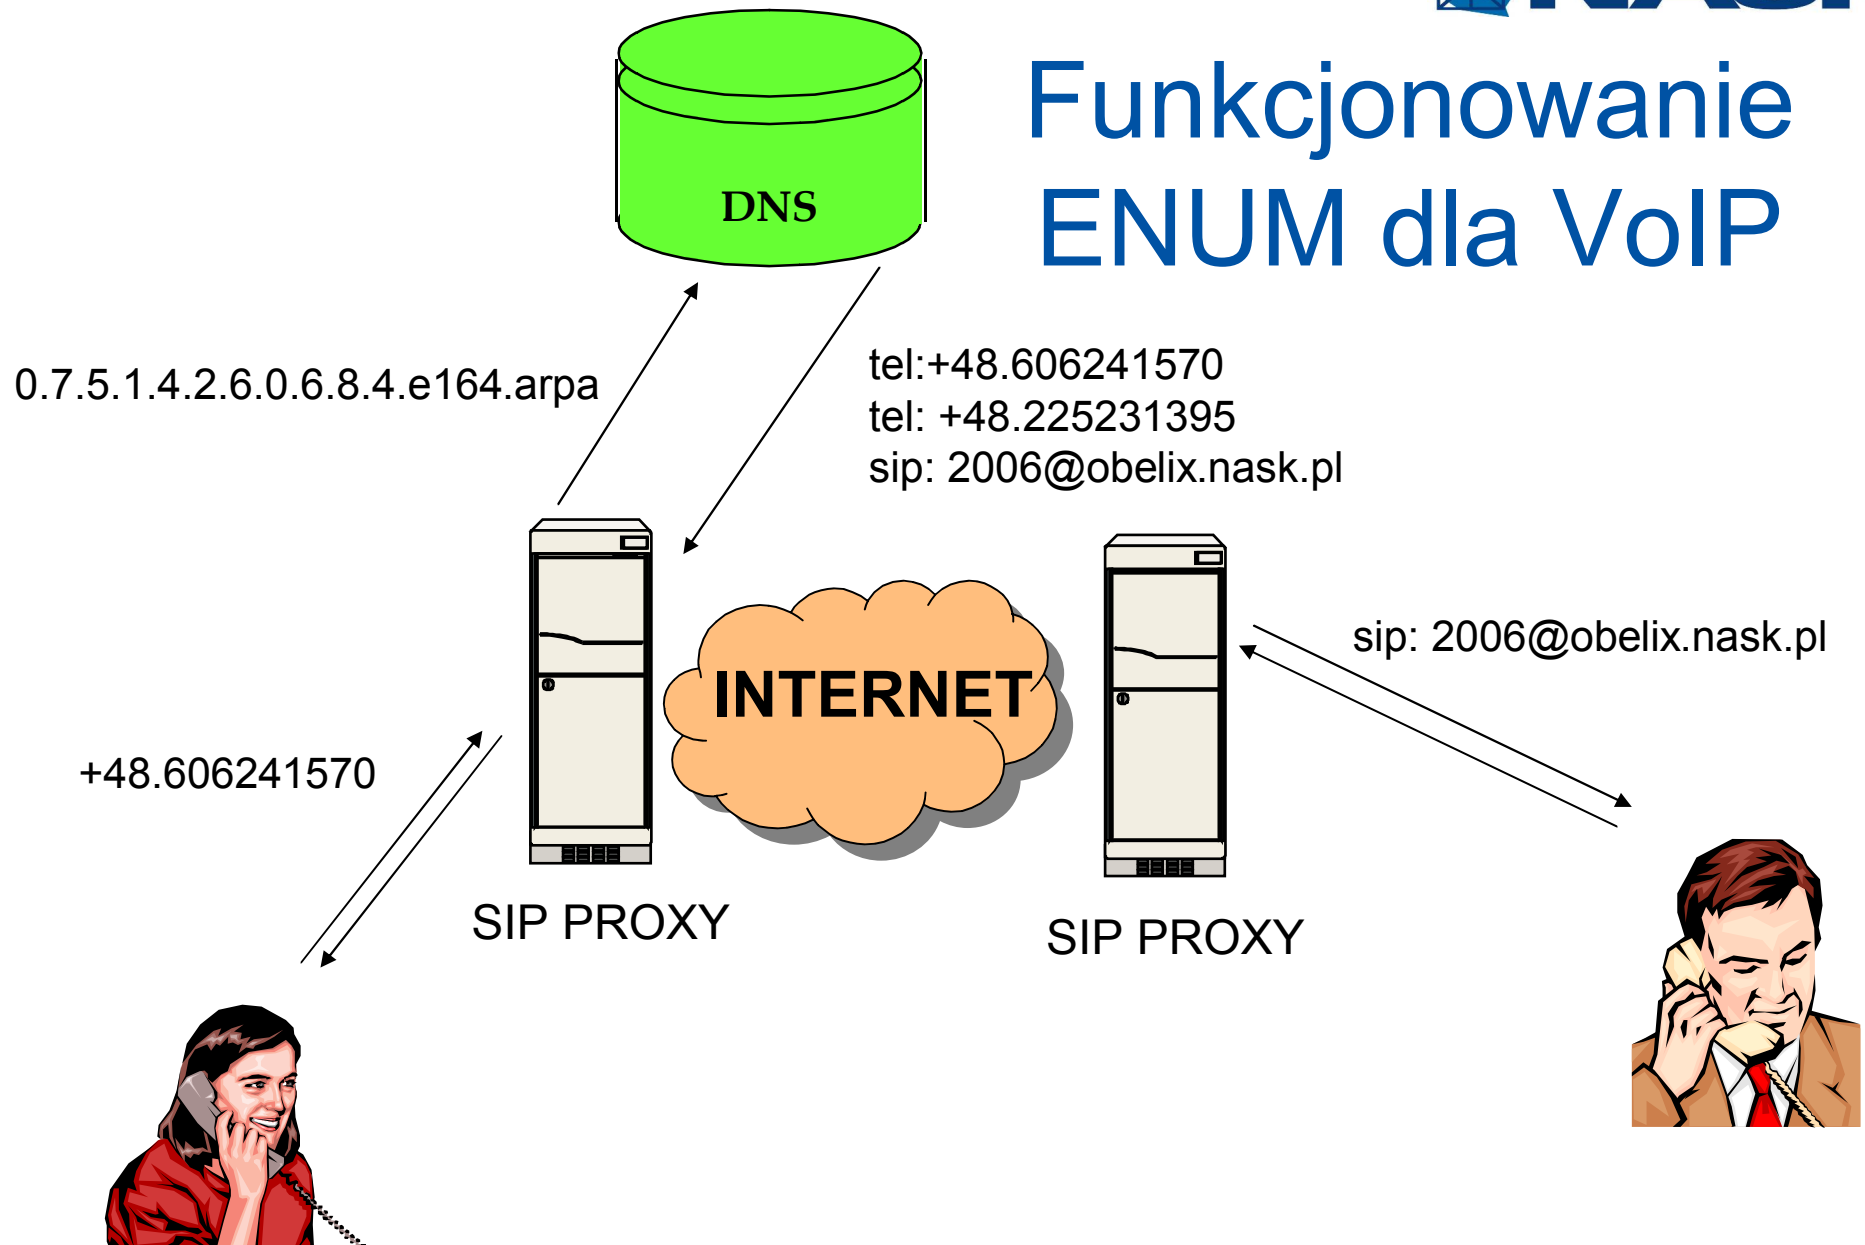 Funkcjonowanie
ENUM dla VoIP
DNS
0.7.5.1.4.2.6.0.6.8.4.e164.arpa
tel:+48.606241570
tel: +48.225231395
sip: 2006@obelix.nask.pl
sip: 2006@obelix.nask.pl
INTERNET
+48.606241570
SIP PROXY
SIP PROXY